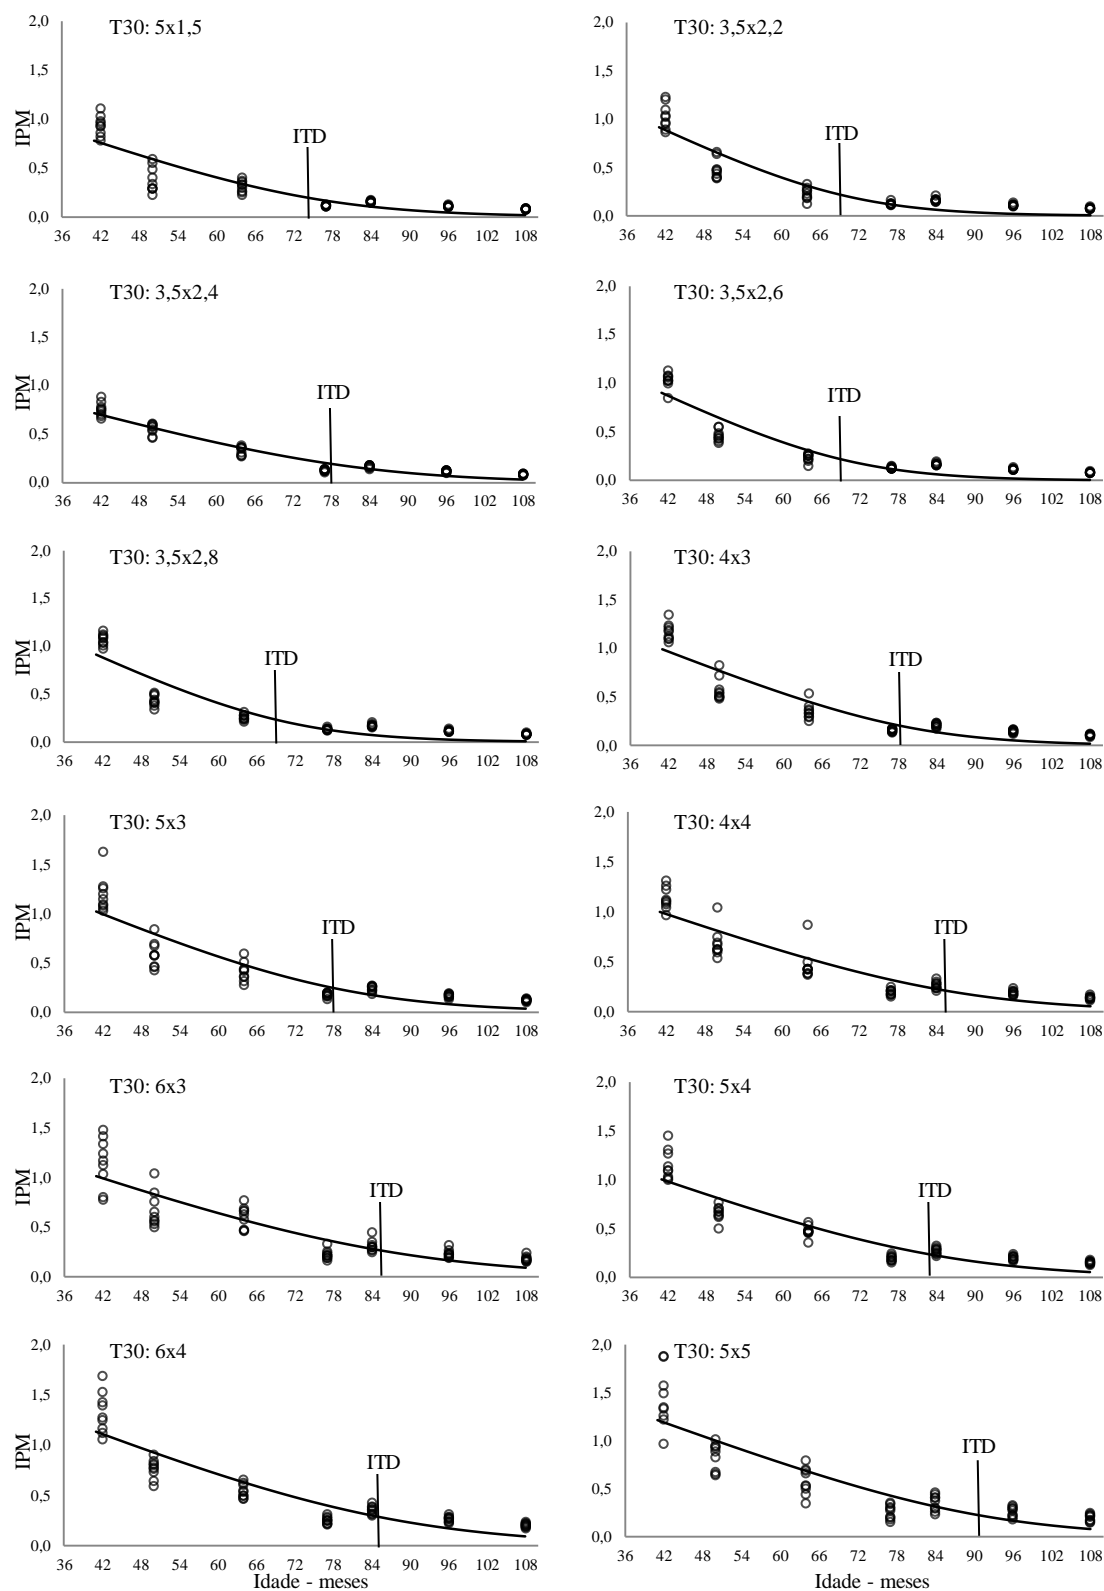 T30: 5x1,5
2,0
1,5
1,0
0,5
0,0
IPM
ITD
36 42 48 54 60 66 72 78 84 90 96 102 108
T30: 3,5x2,2
2,0
1,5
1,0
0,5
0,0
ITD
36 42 48 54 60 66 72 78 84 90 96 102 108
T30: 3,5x2,4
2,0
1,5
1,0
0,5
0,0
IPM
ITD
36 42 48 54 60 66 72 78 84 90 96 102 108
T30: 3,5x2,6
2,0
1,5
1,0
0,5
0,0
ITD
36 42 48 54 60 66 72 78 84 90 96 102 108
T30: 3,5x2,8
2,0
1,5
1,0
0,5
0,0
IPM
ITD
36 42 48 54 60 66 72 78 84 90 96 102 108
T30: 4x3
2,0
1,5
1,0
0,5
0,0
ITD
36 42 48 54 60 66 72 78 84 90 96 102 108
T30: 5x3
2,0
1,5
1,0
0,5
0,0
IPM
ITD
36 42 48 54 60 66 72 78 84 90 96 102 108
T30: 4x4
2,0
1,5
1,0
0,5
0,0
ITD
36 42 48 54 60 66 72 78 84 90 96 102 108
T30: 6x3
2,0
1,5
1,0
0,5
0,0
IPM
ITD
36 42 48 54 60 66 72 78 84 90 96 102 108
T30: 5x4
2,0
1,5
1,0
0,5
0,0
ITD
36 42 48 54 60 66 72 78 84 90 96 102 108
T30: 6x4
2,0
1,5
1,0
0,5
0,0
IPM
ITD
36 42 48 54 60 66 72 78 84 90 96 102 108
Idade - meses
T30: 5x5
2,0
1,5
1,0
0,5
0,0
ITD
36 42 48 54 60 66 72 78 84 90 96 102 108
Idade - meses